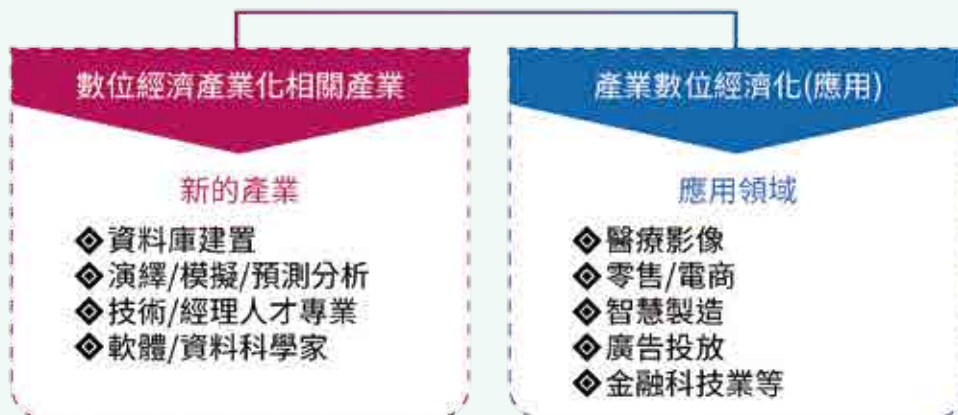 數位經濟產業化相關產業
新的產業
◈資料庫建置
◈演繹/模擬/預測分析
◈技術/經理人才專業
◈軟體/資料科學家
產業數位經濟化(應用)
應用領域
◈醫療影像
◈零售/電商
◈智慧製造
◈廣告投放
◈金融科技業等